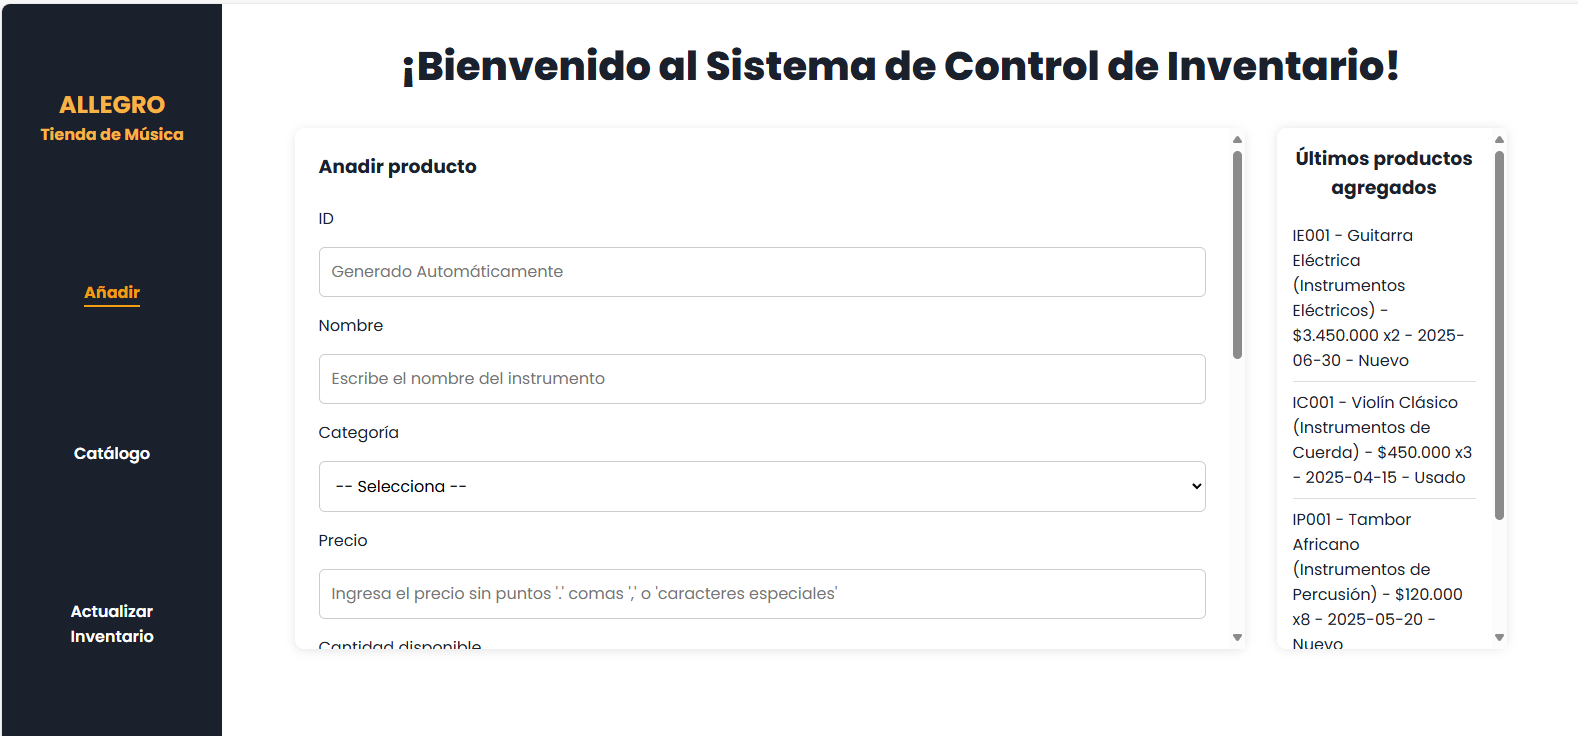 ALLEGRO
Tienda de Música
Añadir
Catálogo
Actualizar
Inventario
¡Bienvenido al Sistema de Control de Inventario!
Anadir producto
ID
Generado Automáticamente
Nombre
Escribe el nombre del instrumento
Categoría
-- Selecciona --
Precio
Ingresa el precio sin puntos '.' comas ',' o 'caracteres especiales'
Cantidad disponible
Últimos productos
agregados
IE001 - Guitarra
Eléctrica
(Instrumentos
Eléctricos) -
$3.450.000 x2 - 2025-
06-30 - Nuevo
IC001 - Violín Clásico
(Instrumentos de
Cuerda) - $450.000 x3
- 2025-04-15 - Usado
IP001 - Tambor
Africano
(Instrumentos de
Percusión) - $120.000
x8 - 2025-05-20 -
Nuevo